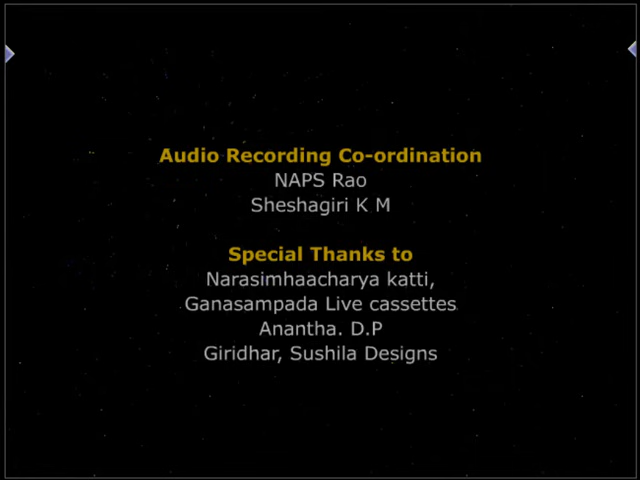 Audio Recording Co-ordination
NAPS Rao
Sheshagiri K M
Special Thanks to
Narasimhaacharya katti,
Ganasampada Live cassettes
Anantha. D.P
Giridhar, Sushila Designs